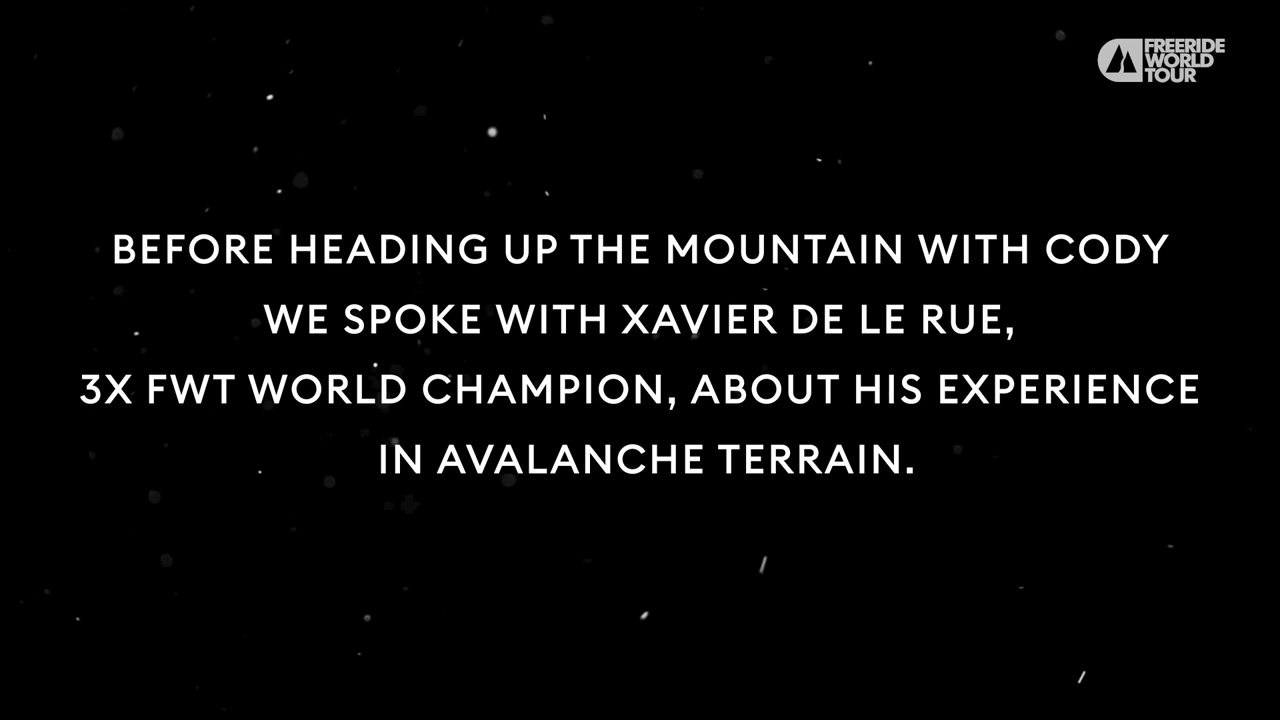 FREERIDE
WORLD
TOUR
BEFORE HEADING UP THE MOUNTAIN WITH CODY
WE SPOKE WITH XAVIER DE LE RUE,
3X FWT WORLD CHAMPION, ABOUT HIS EXPERIENCE
IN AVALANCHE TERRAIN.